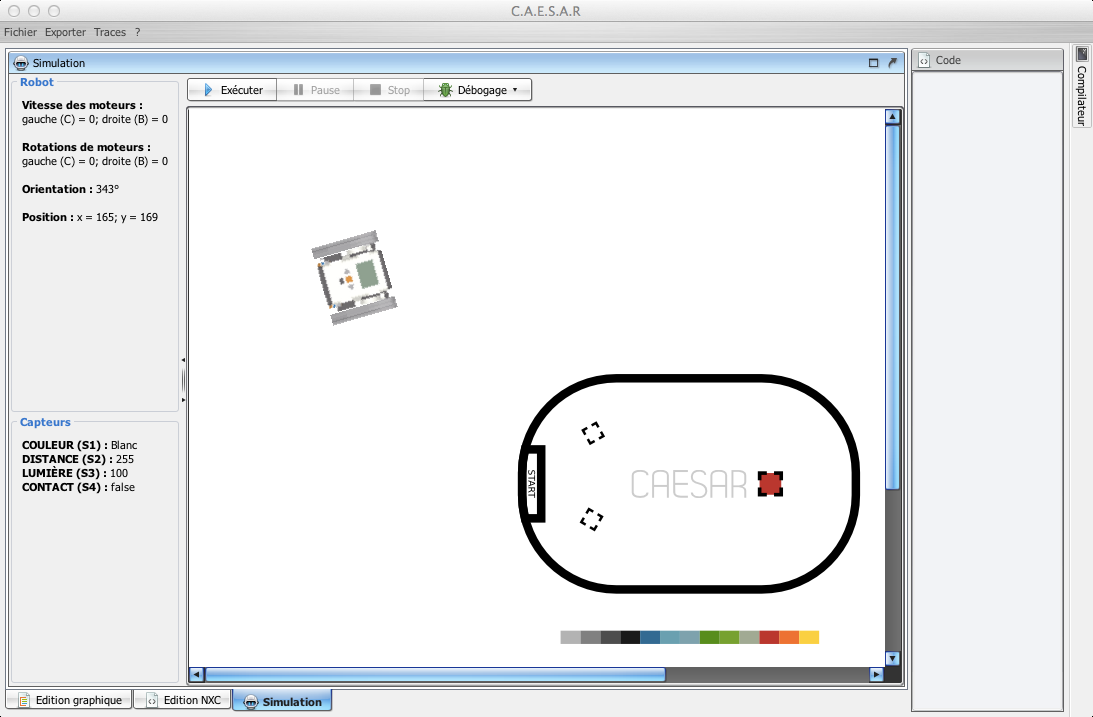 C.A.E.S.A.R
Fichier Exporter Traces ?
Simulation
Robot
Vitesse des moteurs :
gauche (C) = 0; droite (B) = 0
Rotations de moteurs :
gauche (C) = 0; droite (B) = 0
Orientation : 343°
Position : x = 165; y = 169
Capteurs
COULEUR (S1) : Blanc
DISTANCE (S2) : 255
LUMIÈRE (S3) : 100
CONTACT (S4) : false
Exécuter Pause Stop Débogage
START
CAESAR
Code
Compilateur
Edition graphique Edition NXC Simulation